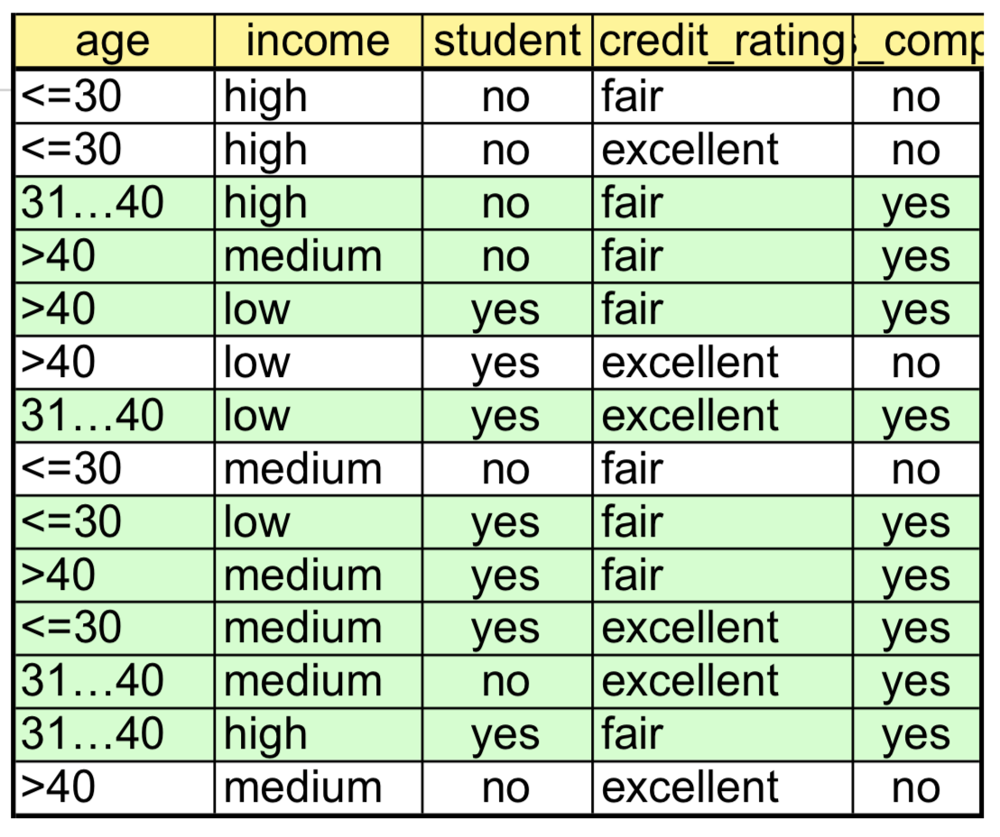 age income student credit_rating _comp
<=30 high no fair no
<=30 high no excellent no
31…40 high no fair yes
>40 medium no fair yes
>40 low yes fair yes
>40 low yes excellent no
31…40 low yes excellent yes
<=30 medium no fair no
<=30 low yes fair yes
>40 medium yes fair yes
<=30 medium yes excellent yes
31…40 medium no excellent yes
31…40 high yes fair yes
>40 medium no excellent no